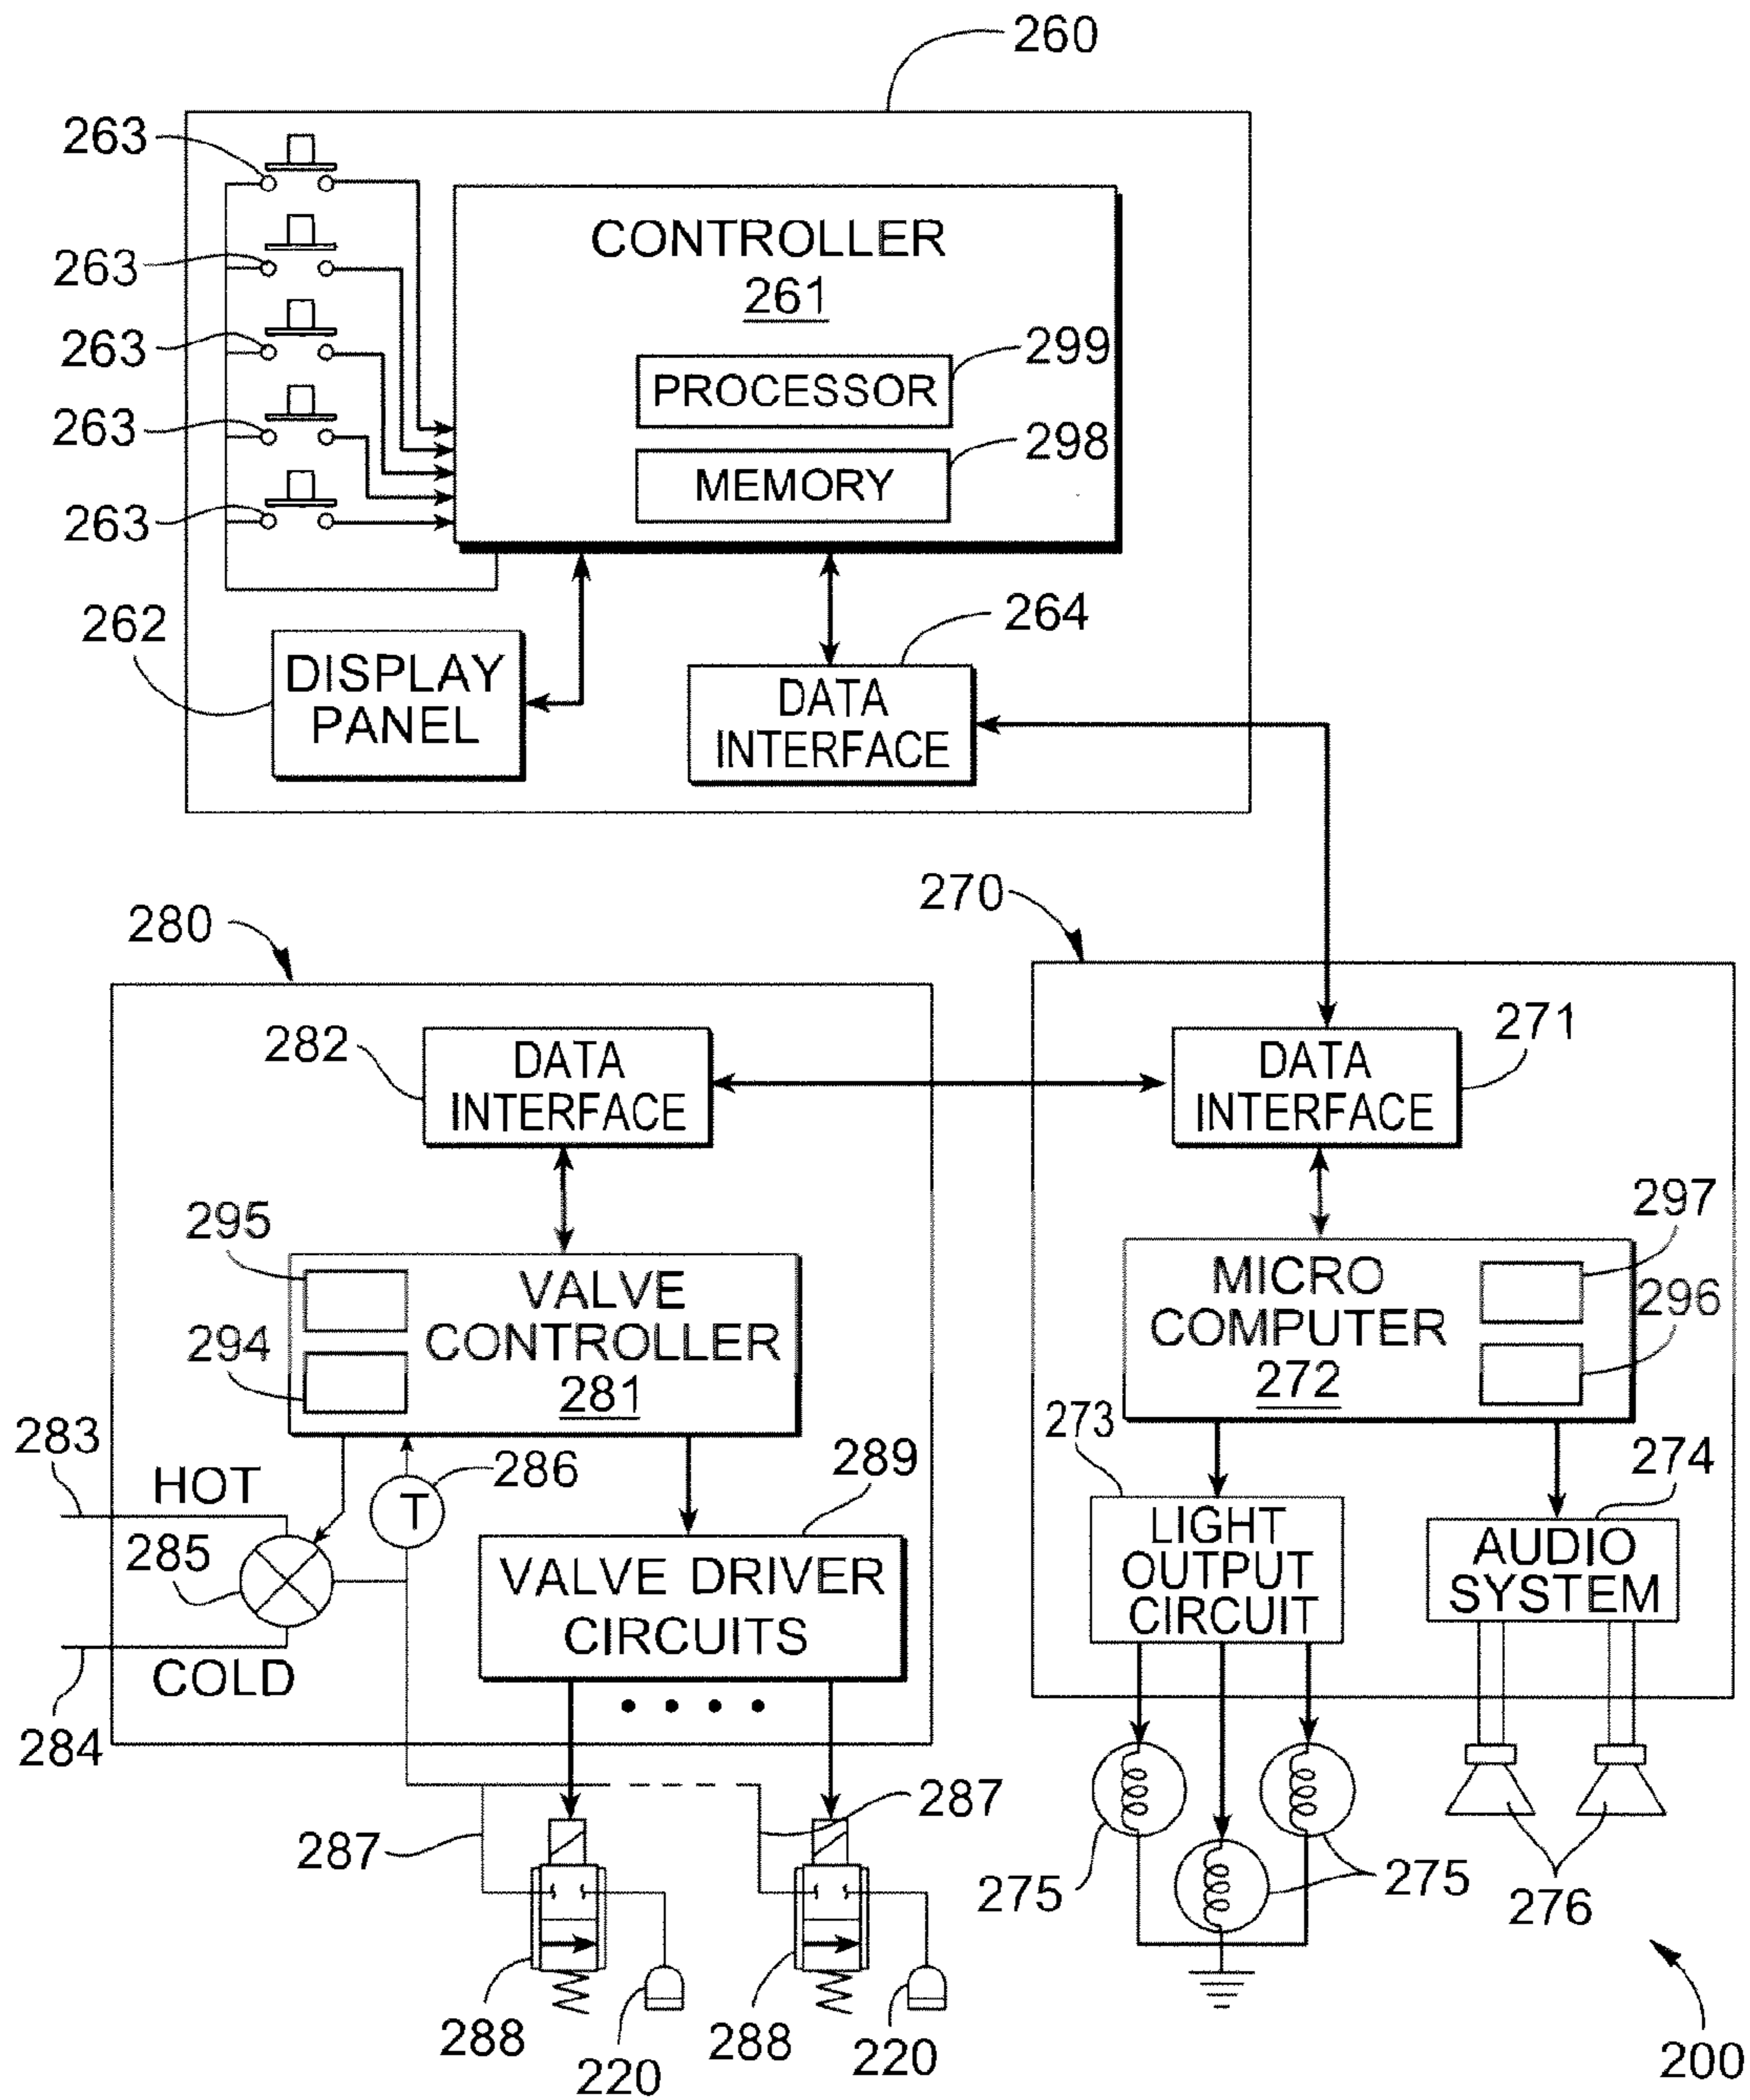 260
263
263
263
263
263
CONTROLLER
261
299
PROCESSOR
298
MEMORY
262
DISPLAY
PANEL
264
DATA
INTERFACE
280
270
282
DATA
INTERFACE
271
DATA
INTERFACE
295
294
VALVE
CONTROLLER
281
297
296
MICRO
COMPUTER
272
283
HOT
286
T
285
COLD
284
289
VALVE DRIVER
CIRCUITS
273
LIGHT
OUTPUT
CIRCUIT
274
AUDIO
SYSTEM
287
287
288
220
288
220
275
275
276
200